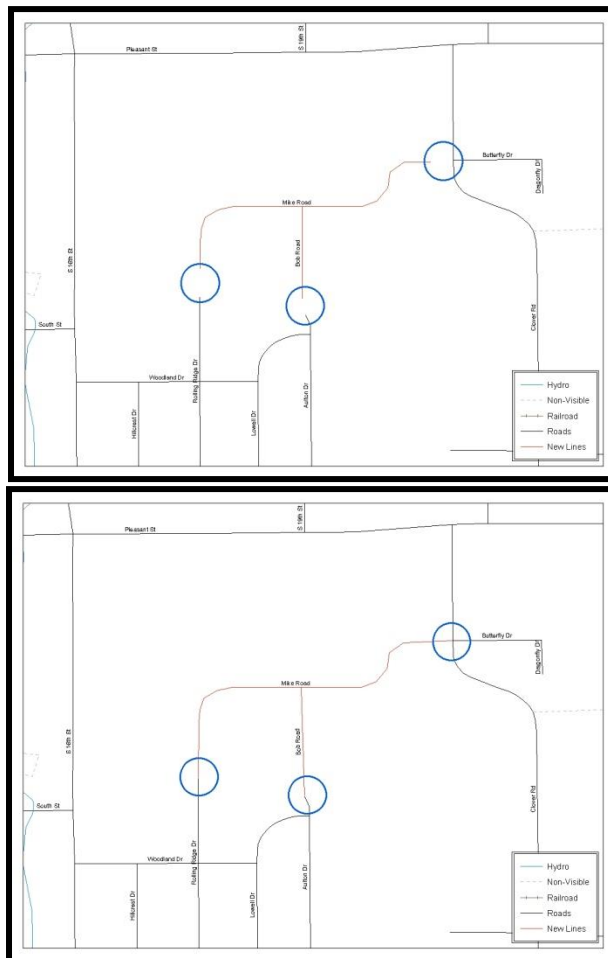 S 19th St
Pleasant St
Butterfly Dr
Dragonfly Dr
Mike Road
Bob Road
S 16th St
Clover Rd
South St
Woodland Dr
Rolling Ridge Dr
Hillcrest Dr
Lowell Dr
Aulton Dr
Hydro
Non-Visible
Railroad
Roads
New Lines
S 19th St
Pleasant St
Butterfly Dr
Dragonfly Dr
Mike Road
Bob Road
S 16th St
Clover Rd
South St
Woodland Dr
Rolling Ridge Dr
Hillcrest Dr
Lowell Dr
Aulton Dr
Hydro
Non-Visible
Railroad
Roads
New Lines